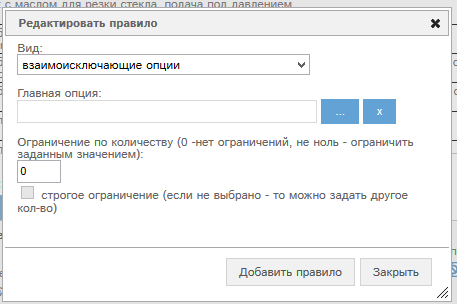 с маслом для резки стекла, подача под давлением
Редактировать правило
Вид:
взаимоисключающие опции
Главная опция:
... x
Ограничение по количеству (0 -нет ограничений, не ноль - ограничить
заданным значением):
0
строгое ограничение (если не выбрано - то можно задать другое
кол-во)
Добавить правило Закрыть